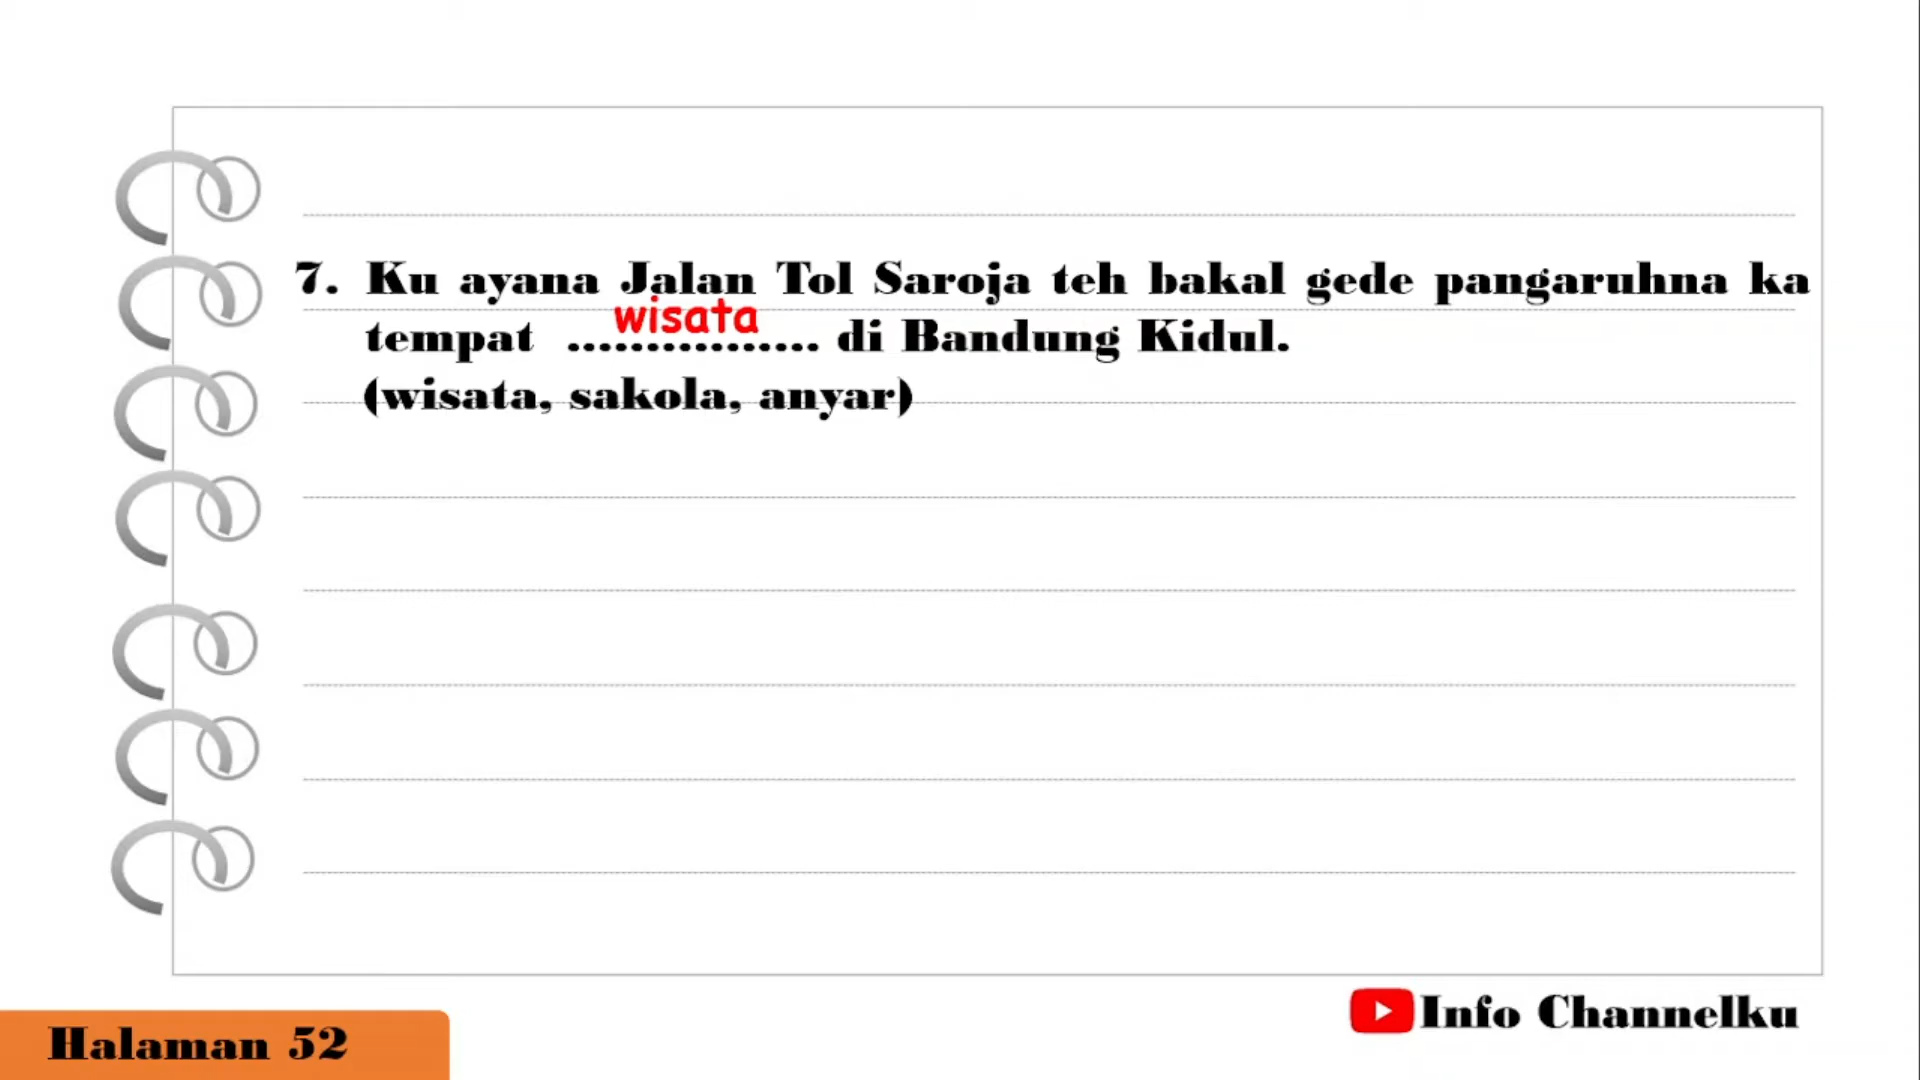 7. Ku ayana Jalan Tol Saroja teh bakal gede pangaruhna ka
wisata
tempat ................ di Bandung Kidul.
(wisata, sakola, anyar)
Info Channelku
Halaman 52